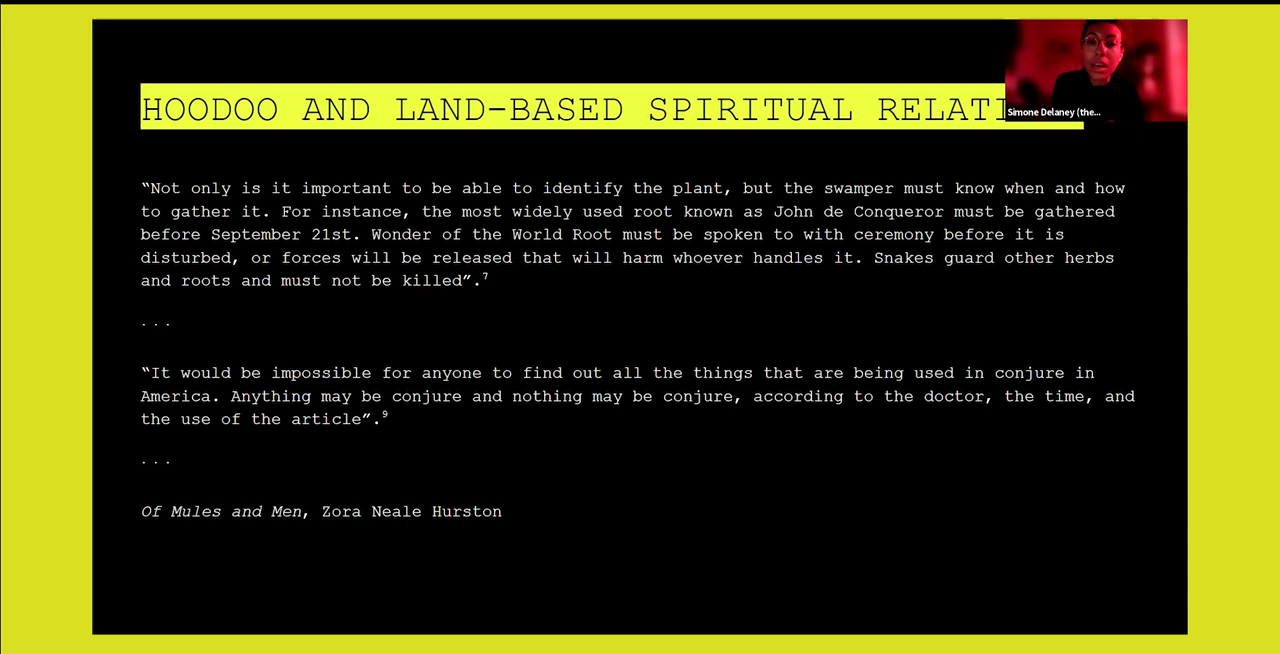 HOODOO AND LAND-BASED SPIRITUAL RELATI
Simone Delaney (the...
“Not only is it important to be able to identify the plant, but the swamper must know when and how
to gather it. For instance, the most widely used root known as John de Conqueror must be gathered
before September 21st. Wonder of the World Root must be spoken to with ceremony before it is
disturbed, or forces will be released that will harm whoever handles it. Snakes guard other herbs
and roots and must not be killed”.⁷
...
“It would be impossible for anyone to find out all the things that are being used in conjure in
America. Anything may be conjure and nothing may be conjure, according to the doctor, the time, and
the use of the article”.⁹
...
Of Mules and Men, Zora Neale Hurston